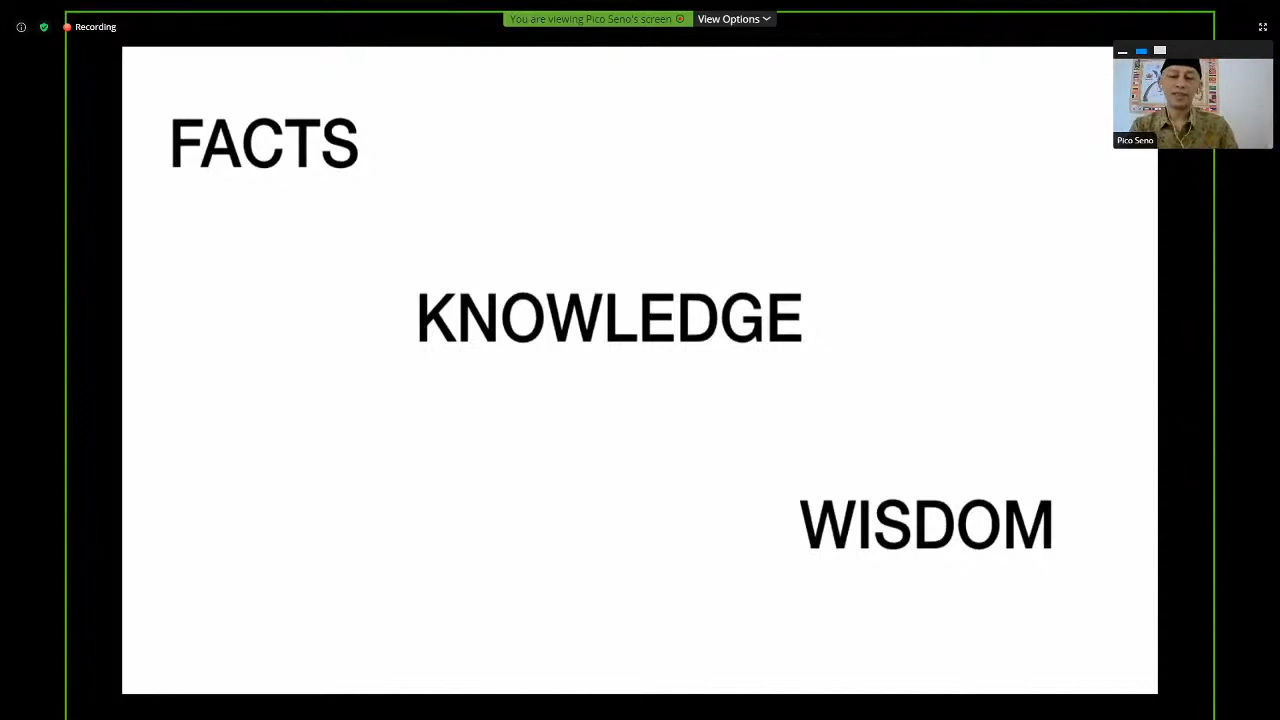 You are viewing Pico Seno's screen
View Options
Recording
FACTS
Pico Seno
KNOWLEDGE
WISDOM